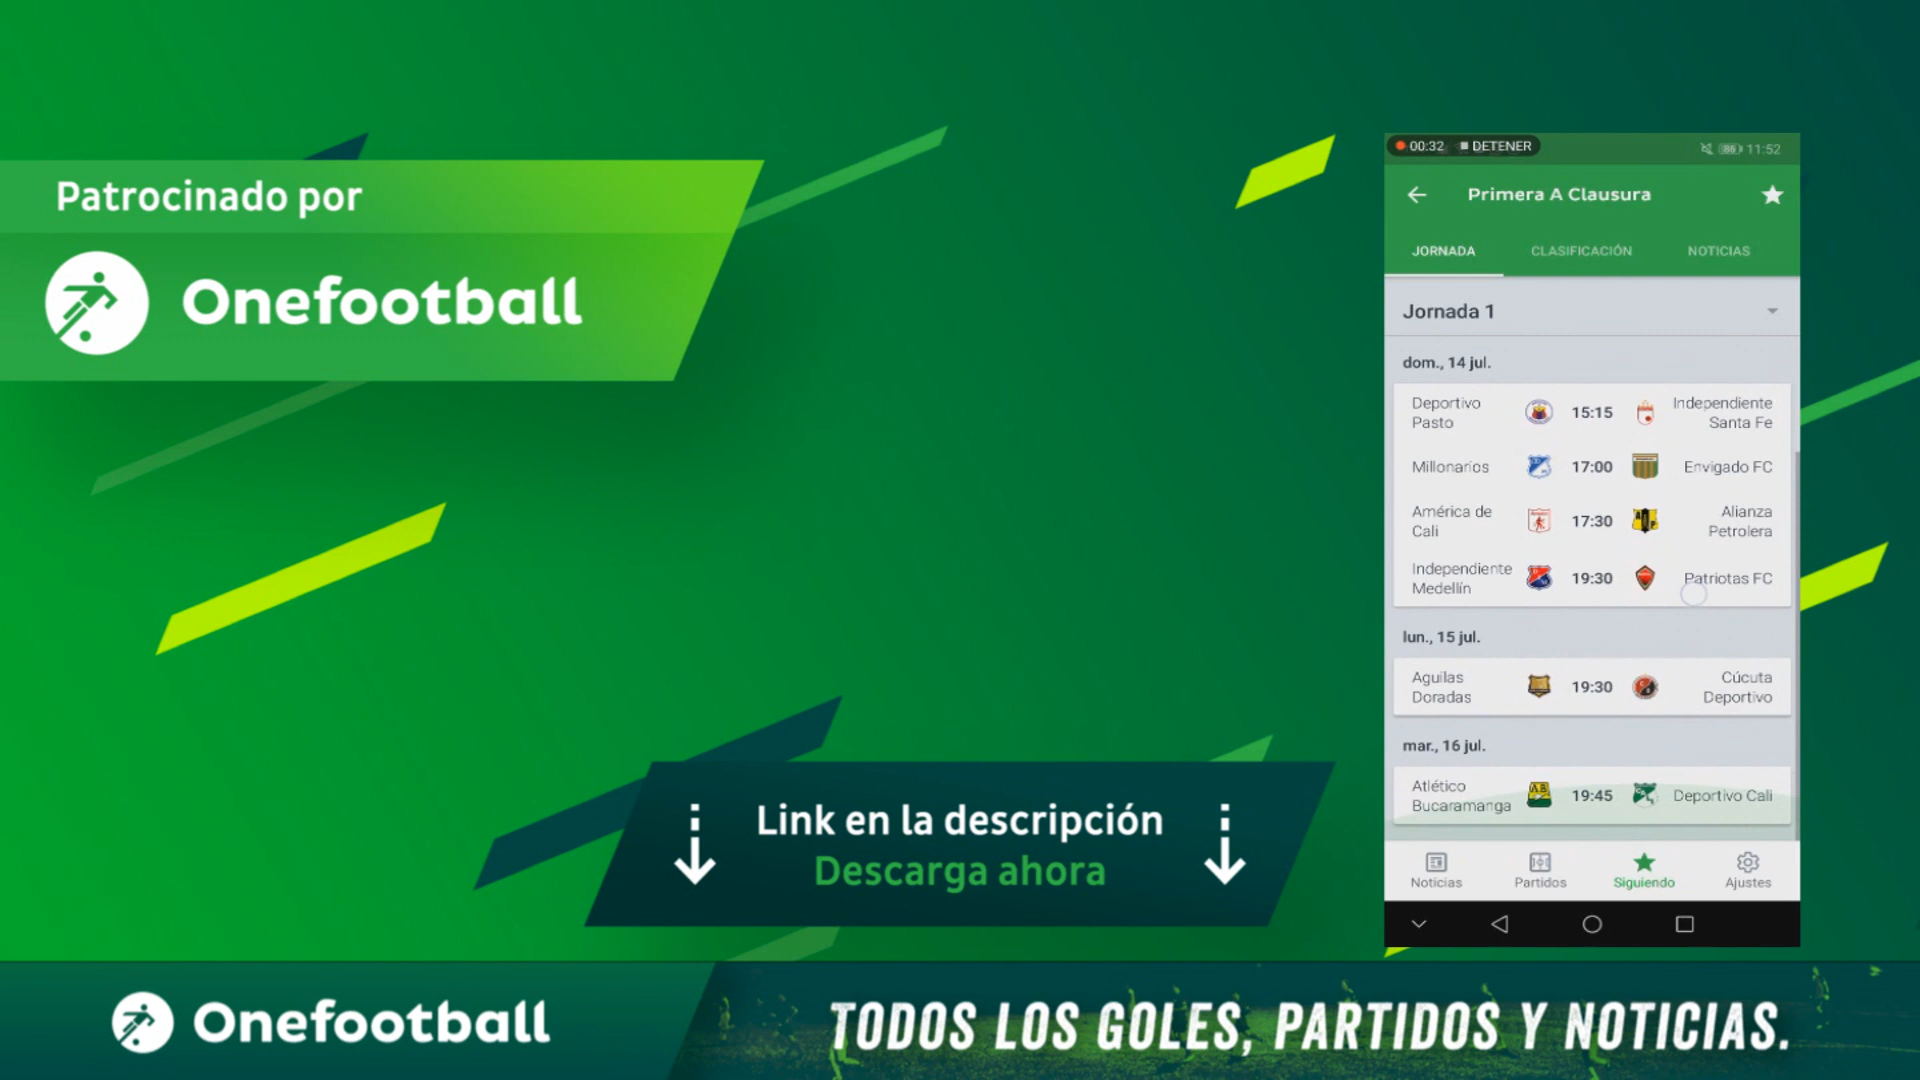 Patrocinado por
Onefootball
00:32 DETENER
86 11:52
Primera A Clausura
JORNADA CLASIFICACIÓN NOTICIAS
Jornada 1
dom., 14 jul.
Deportivo Pasto 15:15 Independiente Santa Fe
Millonarios 17:00 Envigado FC
América de Cali 17:30 Alianza Petrolera
Independiente Medellín 19:30 Patriotas FC
lun., 15 jul.
Aguilas Doradas 19:30 Cúcuta Deportivo
mar., 16 jul.
Atlético Bucaramanga 19:45 Deportivo Cali
Noticias Partidos Siguiendo Ajustes
Link en la descripción
Descarga ahora
Onefootball
TODOS LOS GOLES, PARTIDOS Y NOTICIAS.